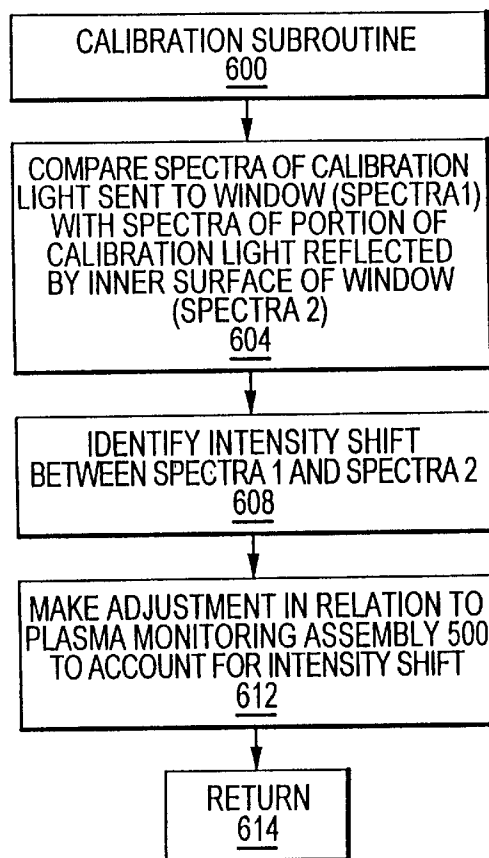 CALIBRATION SUBROUTINE
600
COMPARE SPECTRA OF CALIBRATION
LIGHT SENT TO WINDOW (SPECTRA1)
WITH SPECTRA OF PORTION OF
CALIBRATION LIGHT REFLECTED
BY INNER SURFACE OF WINDOW
(SPECTRA 2)
604
IDENTIFY INTENSITY SHIFT
BETWEEN SPECTRA 1 AND SPECTRA 2
608
MAKE ADJUSTMENT IN RELATION TO
PLASMA MONITORING ASSEMBLY 500
TO ACCOUNT FOR INTENSITY SHIFT
612
RETURN
614